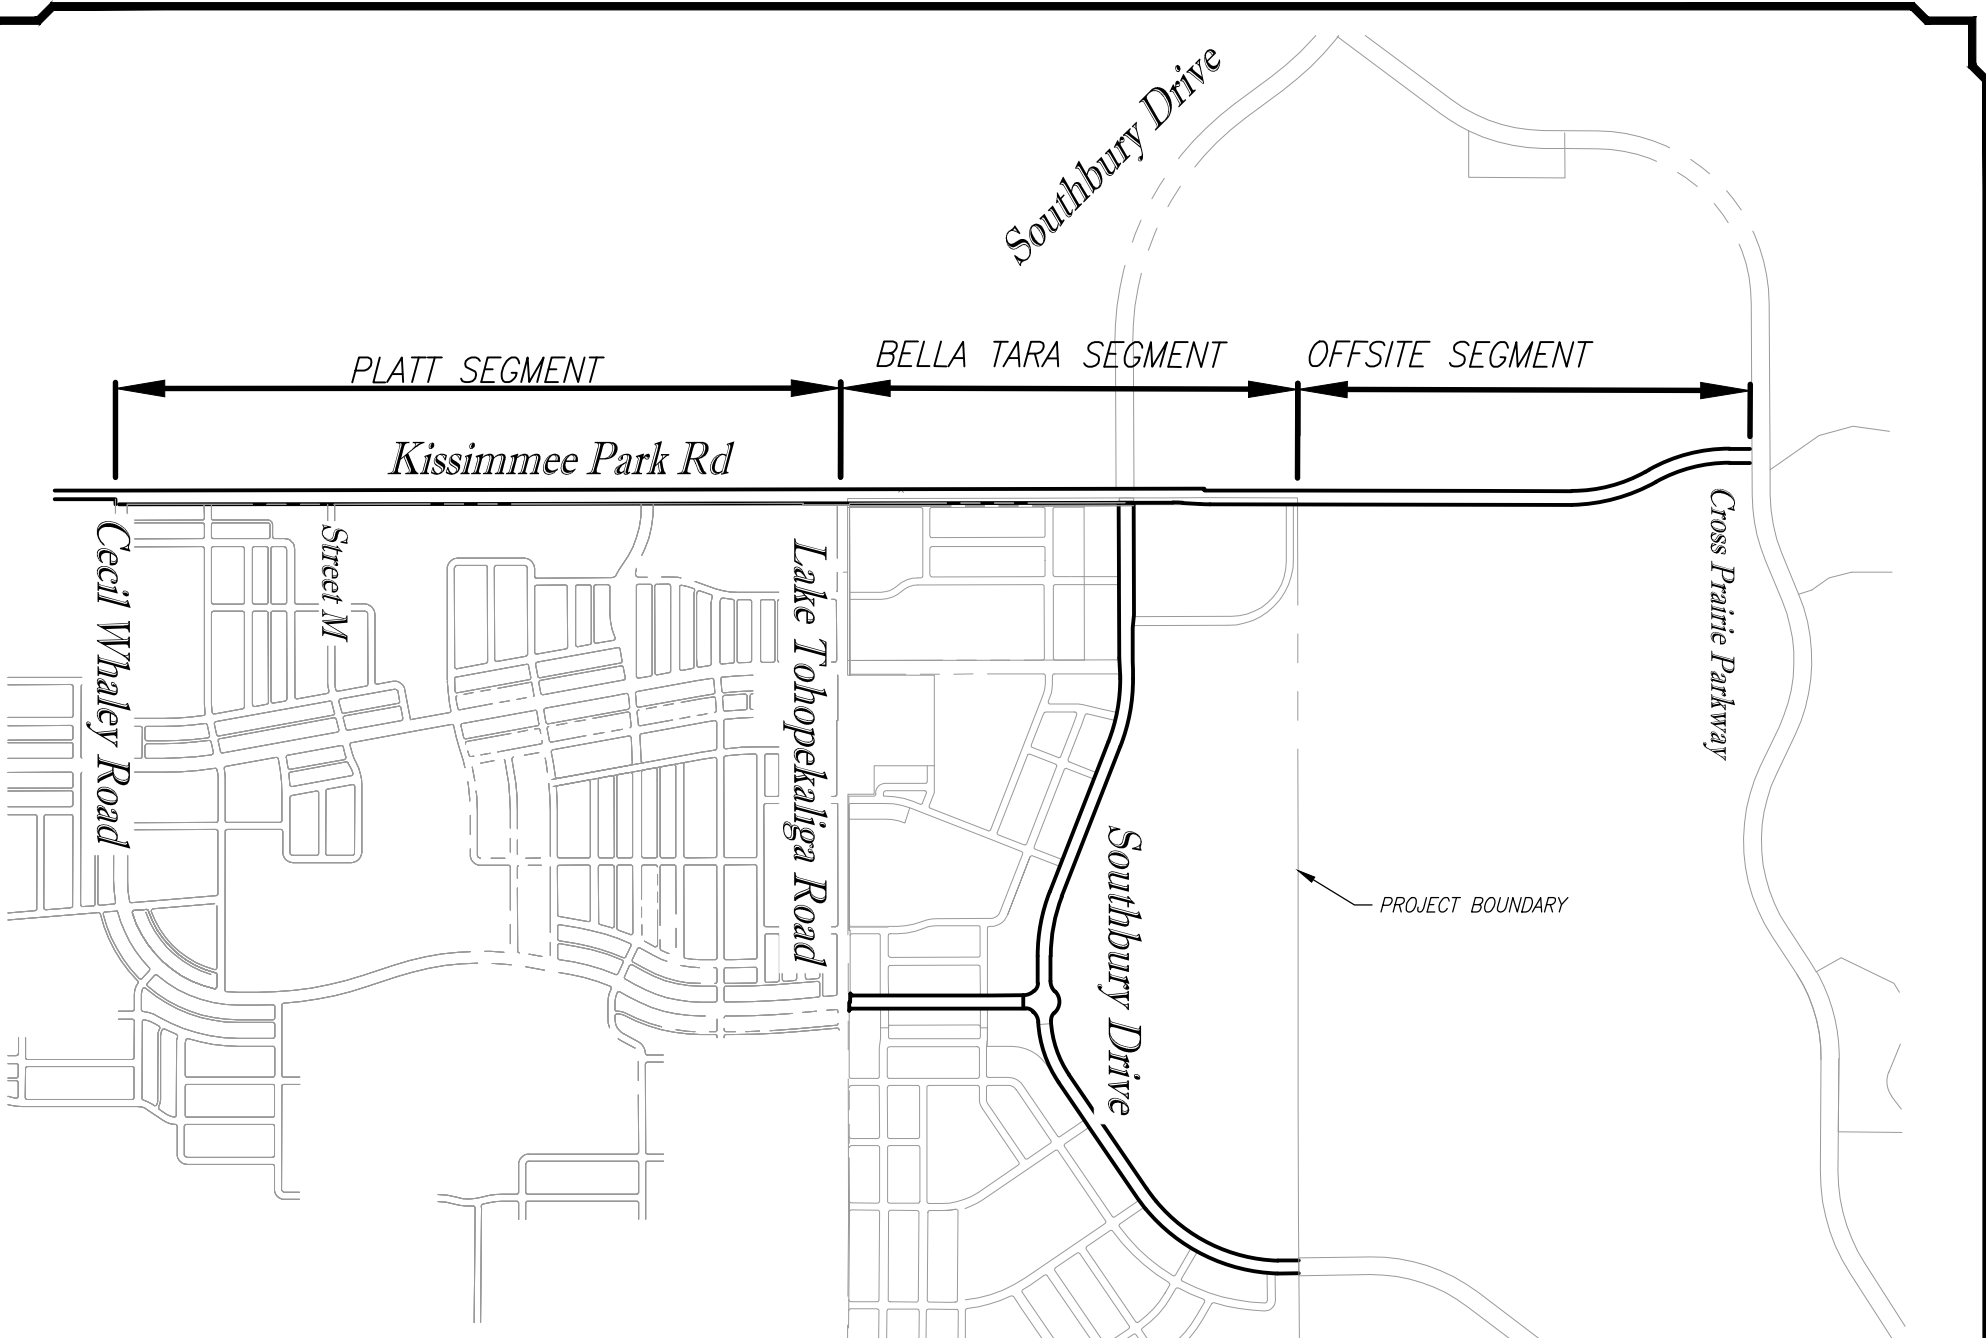 Southbury Drive
PLATT SEGMENT
BELLA TARA SEGMENT
OFFSITE SEGMENT
Kissimmee Park Rd
Cecil Whaley Road
Street M
Lake Tohopekaliga Road
Cross Prairie Parkway
Southbury Drive
PROJECT BOUNDARY